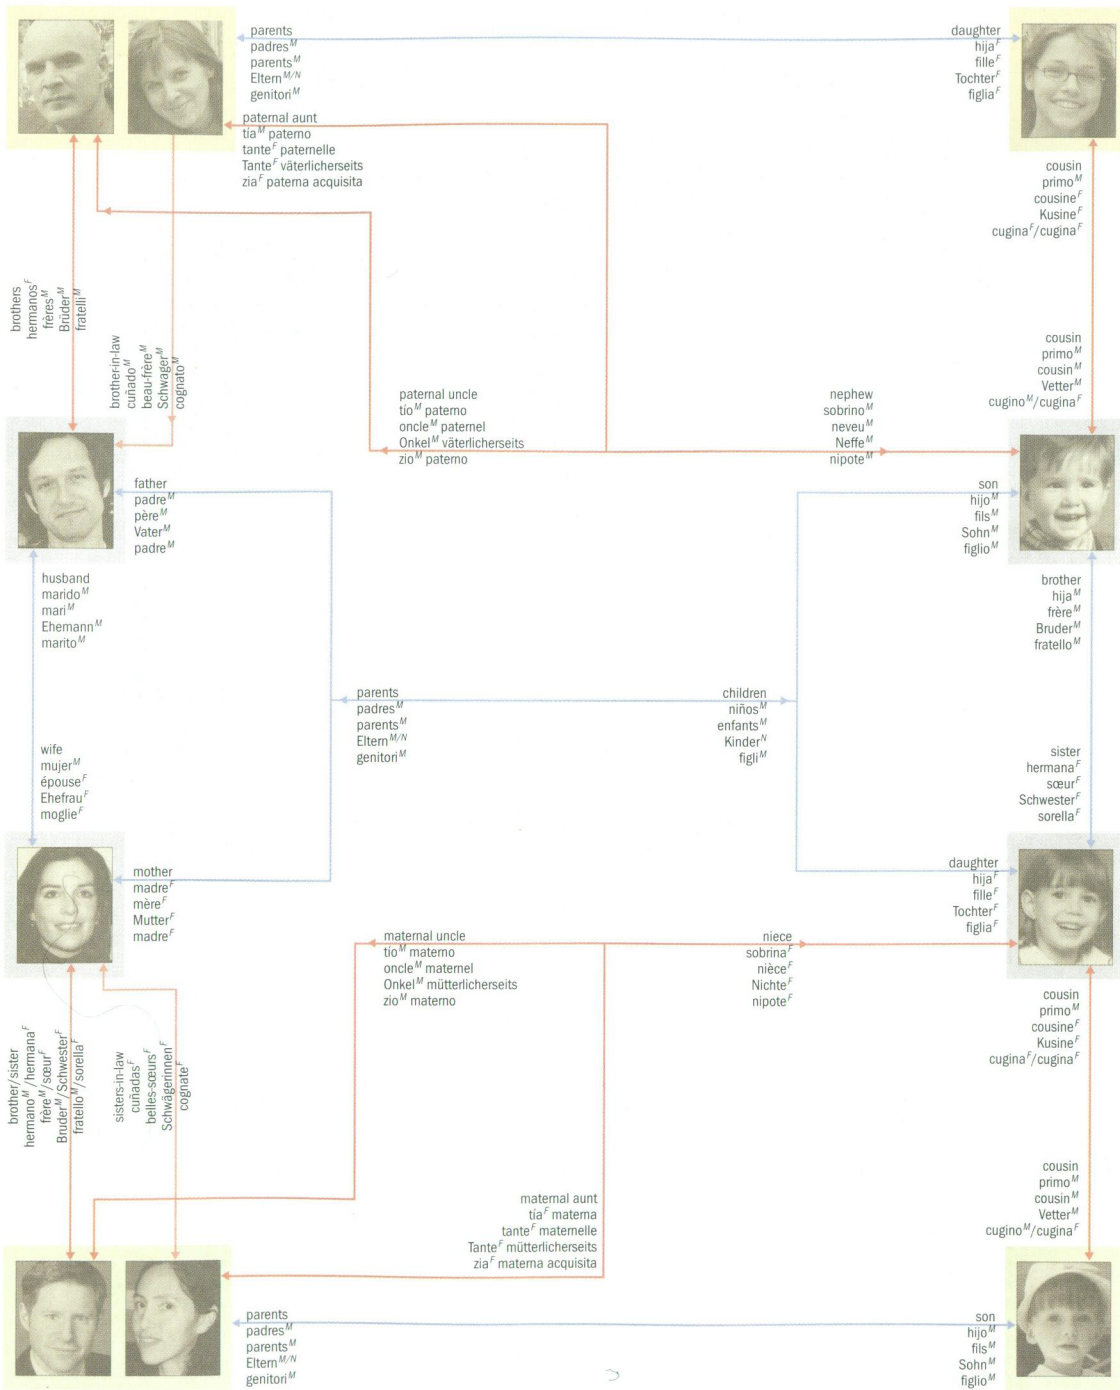 parents
padres^M
parents^M
Eltern^M/N
genitori^M
daughter
hija^F
fille^F
Tochter^F
figlia^F
paternal aunt
tía^M paterno
tante^F paternelle
Tante^F väterlicherseits
zia^F paterna acquisita
cousin
primo^M
cousine^F
Kusine^F
cugina^F/cugina^F
brothers
hermanos^F
frères^M
Brüder^M
fratelli^M
brother-in-law
cuñado^M
beau-frère^M
Schwager^M
cognato^M
paternal uncle
tío^M paterno
oncle^M paternel
Onkel^M väterlicherseits
zio^M paterno
nephew
sobrino^M
neveu^M
Neffe^M
nipote^M
cousin
primo^M
cousin^M
Vetter^M
cugino^M/cugina^F
father
padre^M
père^M
Vater^M
padre^M
son
hijo^M
fils^M
Sohn^M
figlio^M
husband
marido^M
mari^M
Ehemann^M
marito^M
brother
hija^M
frère^M
Bruder^M
fratello^M
parents
padres^M
parents^M
Eltern^M/N
genitori^M
children
niños^M
enfants^M
Kinder^N
figli^M
wife
mujer^M
épouse^F
Ehefrau^F
moglie^F
sister
hermana^F
sœur^F
Schwester^F
sorella^F
mother
madre^F
mère^F
Mutter^F
madre^F
daughter
hija^F
fille^F
Tochter^F
figlia^F
maternal uncle
tío^M materno
oncle^M maternel
Onkel^M mütterlicherseits
zio^M materno
niece
sobrina^F
nièce^F
Nichte^F
nipote^F
brother/sister
hermano^M/hermana^F
frère^M/sœur^F
Bruder^M/Schwester^F
fratello^M/sorella^F
sisters-in-law
cuñadas^F
belles-sœurs^F
Schwägerinnen^F
cognate^F
cousin
primo^M
cousine^F
Kusine^F
cugina^F/cugina^F
maternal aunt
tía^F materna
tante^F maternelle
Tante^F mütterlicherseits
zia^F materna acquisita
cousin
primo^M
cousin^M
Vetter^M
cugino^M/cugina^F
parents
padres^M
parents^M
Eltern^M/N
genitori^M
son
hijo^M
fils^M
Sohn^M
figlio^M